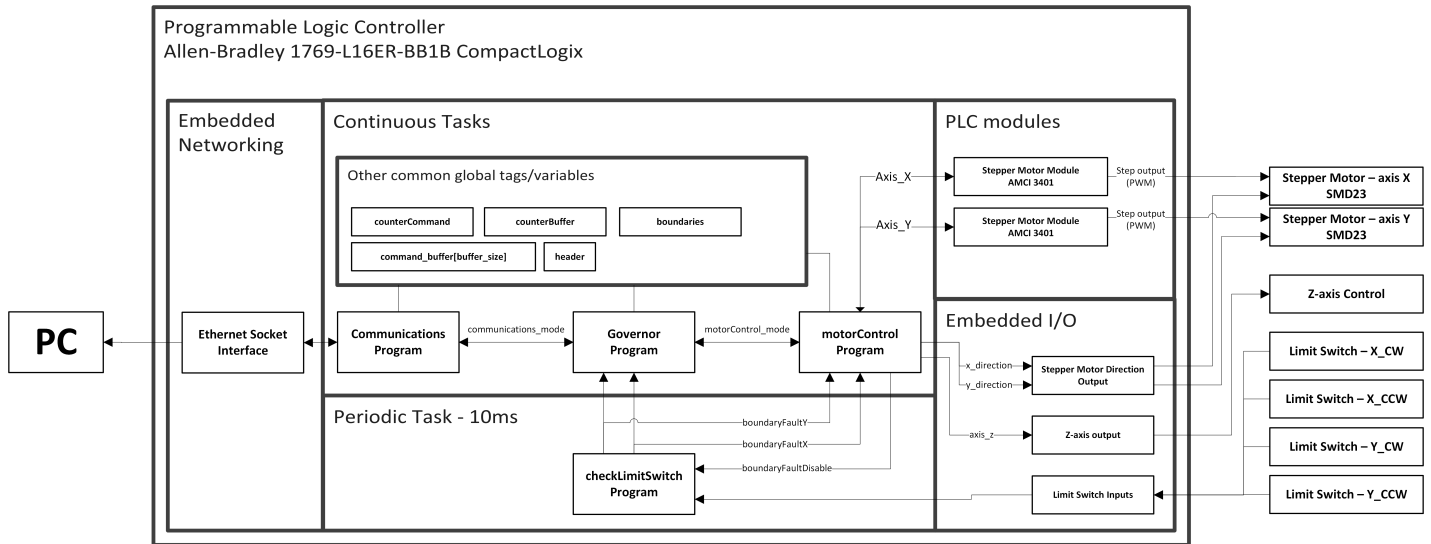 Programmable Logic Controller
Allen-Bradley 1769-L16ER-BB1B CompactLogix
Embedded
Networking
Continuous Tasks
PLC modules
Other common global tags/variables
counterCommand
counterBuffer
boundaries
command_buffer[buffer_size]
header
Axis_X
Axis_Y
Stepper Motor Module
AMCI 3401
Step output
(PWM)
Stepper Motor Module
AMCI 3401
Step output
(PWM)
Stepper Motor – axis X
SMD23
Stepper Motor – axis Y
SMD23
Z-axis Control
PC
Ethernet Socket
Interface
Communications
Program
communications_mode
Governor
Program
motorControl_mode
motorControl
Program
Embedded I/O
x_direction
y_direction
Stepper Motor Direction
Output
axis_z
Z-axis output
Limit Switch Inputs
Limit Switch – X_CW
Limit Switch – X_CCW
Limit Switch – Y_CW
Limit Switch – Y_CCW
Periodic Task - 10ms
boundaryFaultY
boundaryFaultX
boundaryFaultDisable
checkLimitSwitch
Program